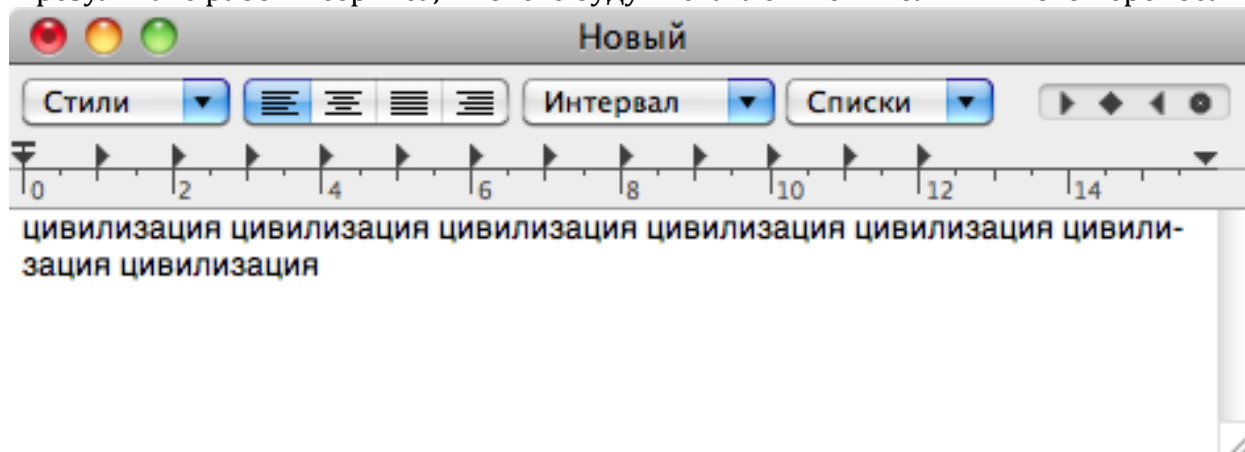 Новый
Стили Интервал Списки
0 2 4 6 8 10 12 14
цивилизация цивилизация цивилизация цивилизация цивилизация цивили-
зация цивилизация